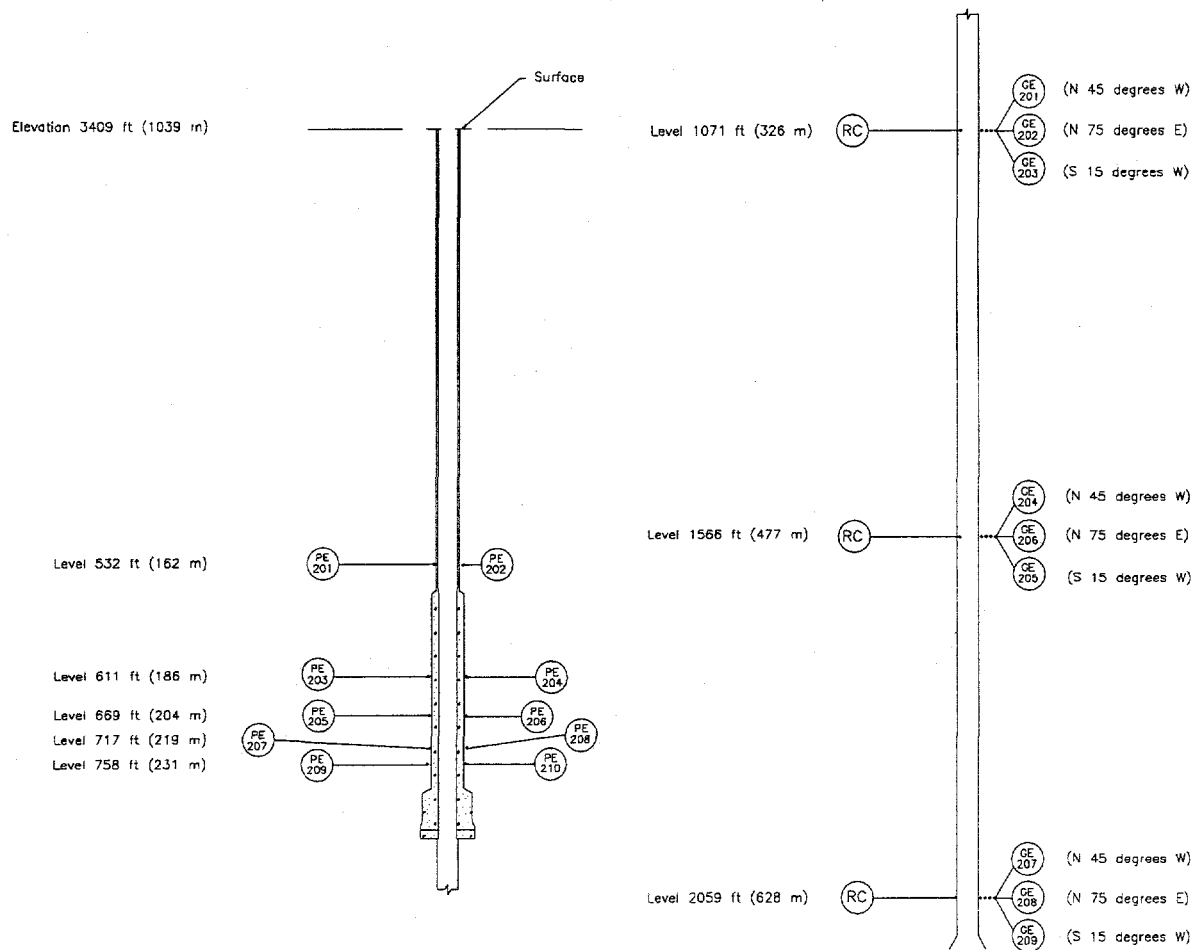 Surface
Elevation 3409 ft (1039 m)
Level 532 ft (162 m)
PE 201
PE 202
Level 611 ft (186 m)
PE 203
PE 204
Level 669 ft (204 m)
PE 205
PE 206
Level 717 ft (219 m)
PE 207
PE 208
Level 758 ft (231 m)
PE 209
PE 210
Level 1071 ft (326 m)
RC
GE 201
(N 45 degrees W)
GE 202
(N 75 degrees E)
GE 203
(S 15 degrees W)
Level 1566 ft (477 m)
RC
GE 204
(N 45 degrees W)
GE 206
(N 75 degrees E)
GE 205
(S 15 degrees W)
Level 2059 ft (628 m)
RC
GE 207
(N 45 degrees W)
GE 208
(N 75 degrees E)
GE 209
(S 15 degrees W)